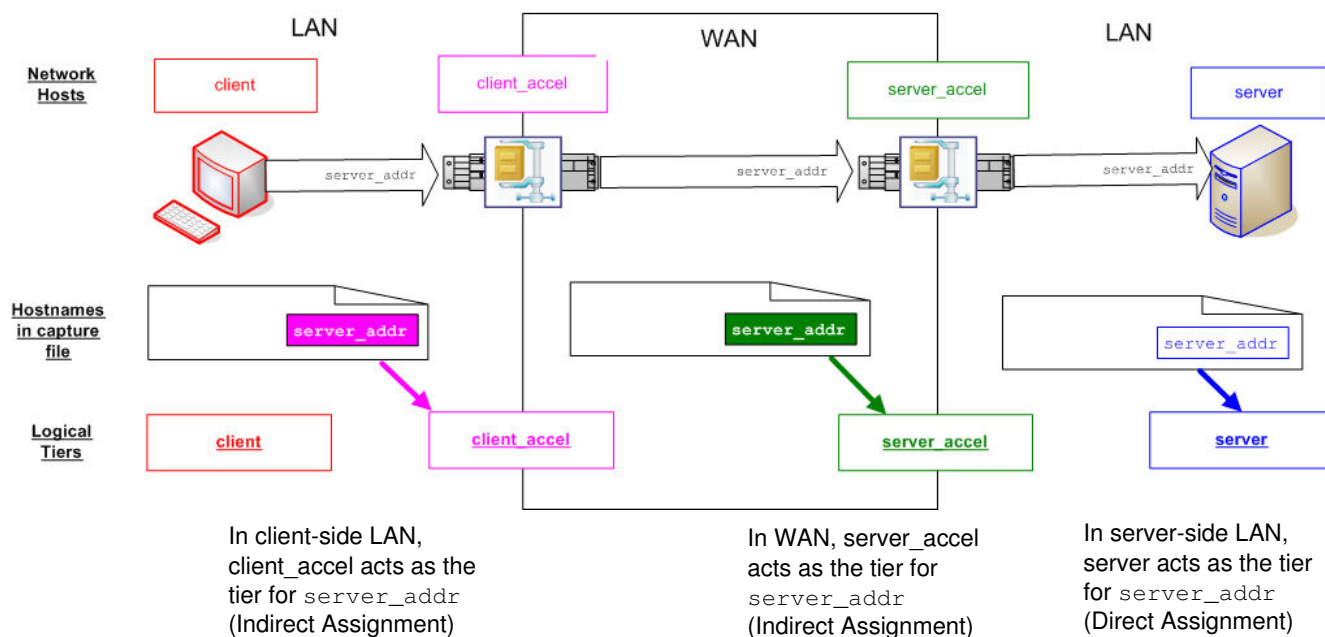 LAN
WAN
LAN
Network
Hosts
client
client_accel
server_accel
server
server_addr
server_addr
server_addr
Hostnames
in capture
file
server_addr
server_addr
server_addr
Logical
Tiers
client
client_accel
server_accel
server
In client-side LAN,
client_accel acts as the
tier for server_addr
(Indirect Assignment)
In WAN, server_accel
acts as the tier for
server_addr
(Indirect Assignment)
In server-side LAN,
server acts as the tier
for server_addr
(Direct Assignment)